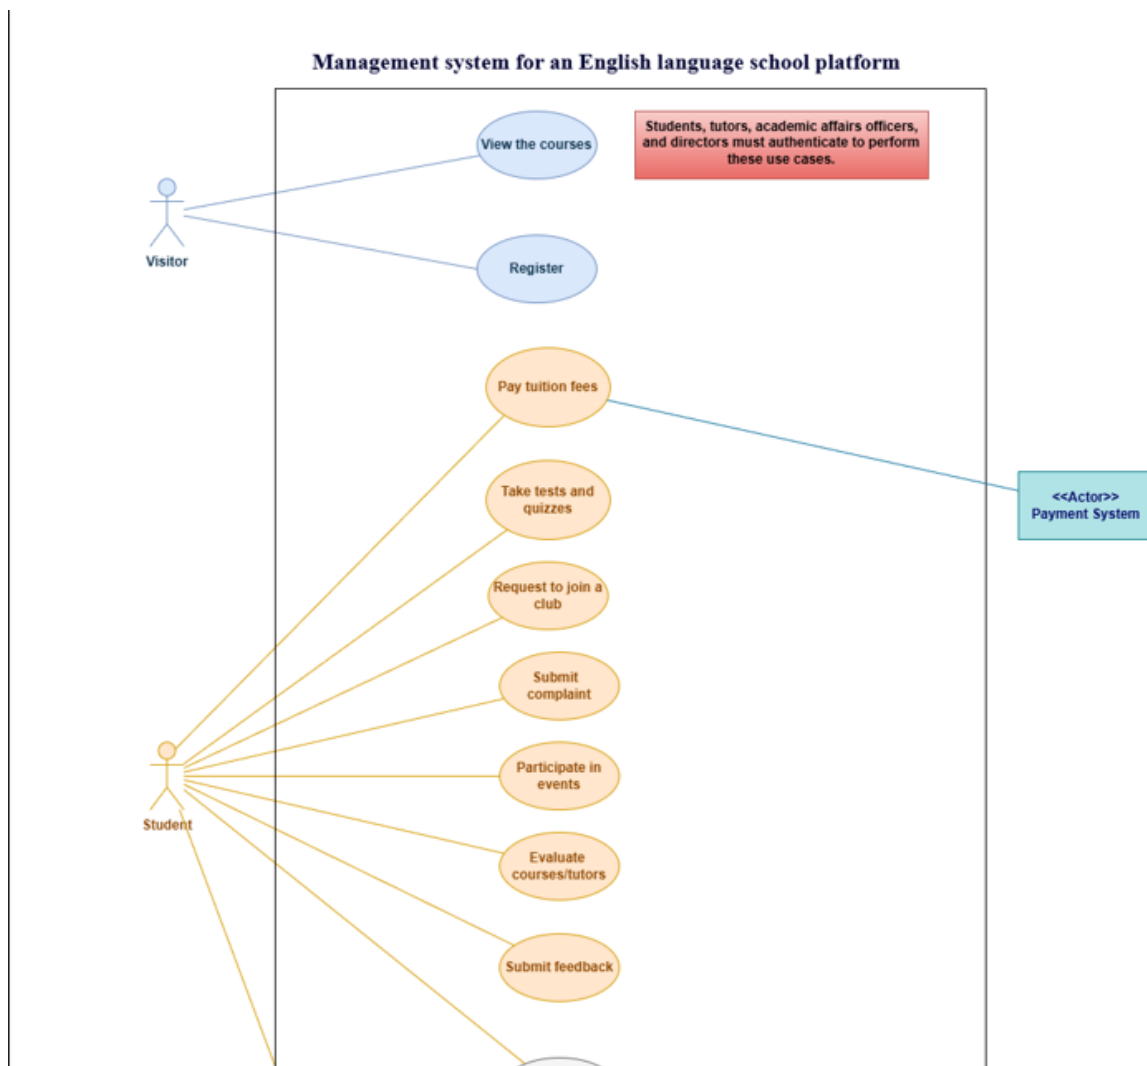 Management system for an English language school platform
View the courses
Students, tutors, academic affairs officers,
and directors must authenticate to perform
these use cases.
Visitor
Register
Pay tuition fees
Take tests and
quizzes
<<Actor>>
Payment System
Request to join a
club
Submit
complaint
Participate in
events
Student
Evaluate
courses/tutors
Submit feedback